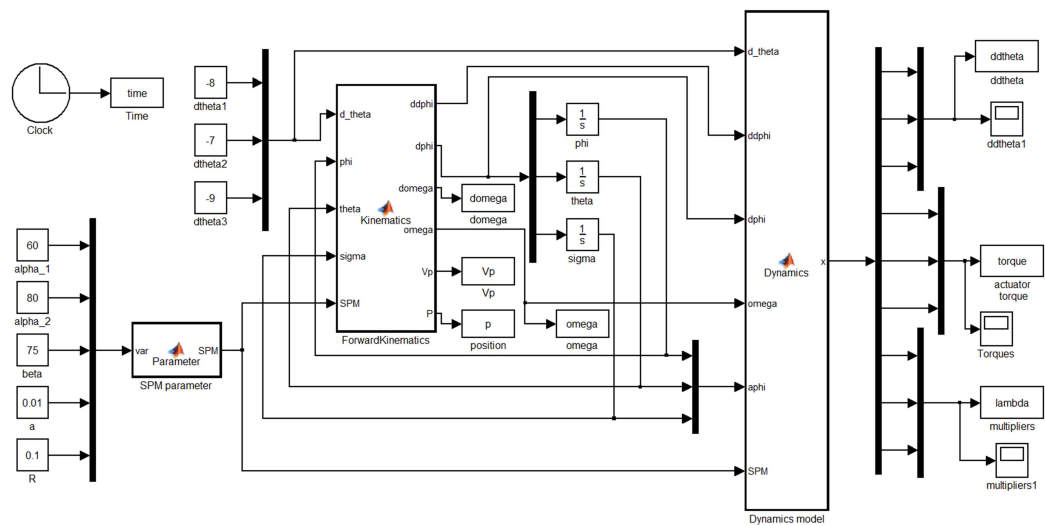 time
Clock
Time
-8
dtheta1
-7
dtheta2
-9
dtheta3
60
alpha_1
80
alpha_2
75
beta
0.01
a
0.1
R
var
Parameter
SPM
SPM parameter
d_theta
phi
theta
sigma
SPM
Kinematics
ddphi
dphi
domega
omega
Vp
P
ForwardKinematics
domega
domega
Vp
Vp
p
position
omega
omega
1
s
phi
1
s
theta
1
s
sigma
d_theta
ddphi
dphi
omega
aphi
SPM
Dynamics
x
Dynamics model
ddtheta
ddtheta
ddtheta1
torque
actuator
torque
Torques
lambda
multipliers
multipliers1